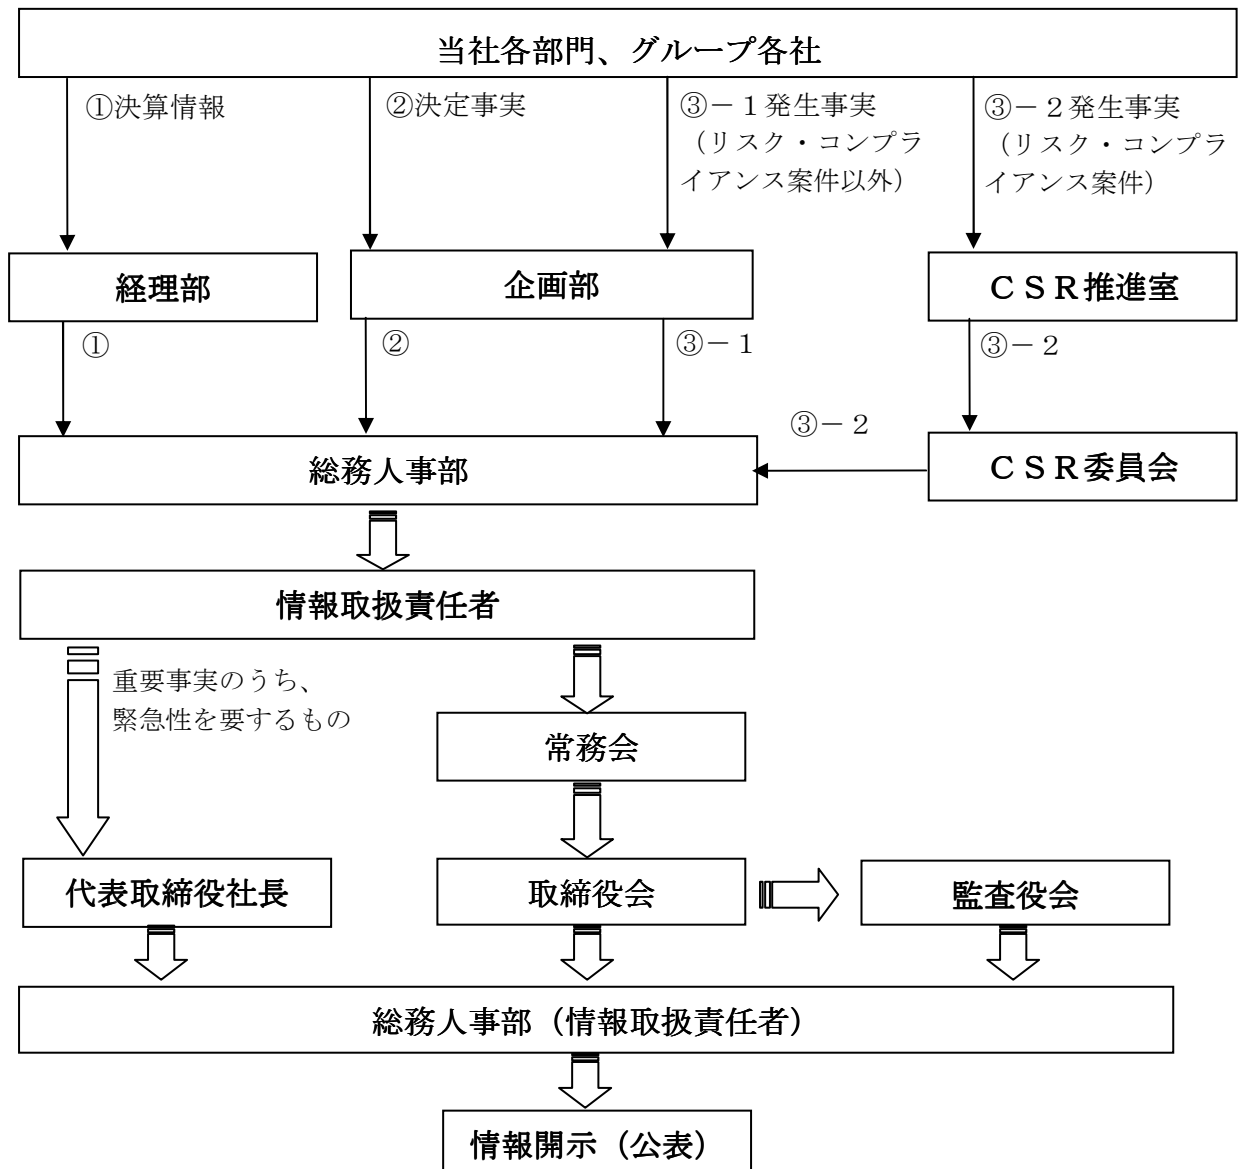 当社各部門、グループ各社
①決算情報
②決定事実
③－１発生事実
（リスク・コンプラ
イアンス案件以外）
③－２発生事実
（リスク・コンプラ
イアンス案件）
経理部
企画部
ＣＳＲ推進室
①
②
③－１
③－２
③－２
総務人事部
ＣＳＲ委員会
情報取扱責任者
重要事実のうち、
緊急性を要するもの
常務会
代表取締役社長
取締役会
監査役会
総務人事部（情報取扱責任者）
情報開示（公表）